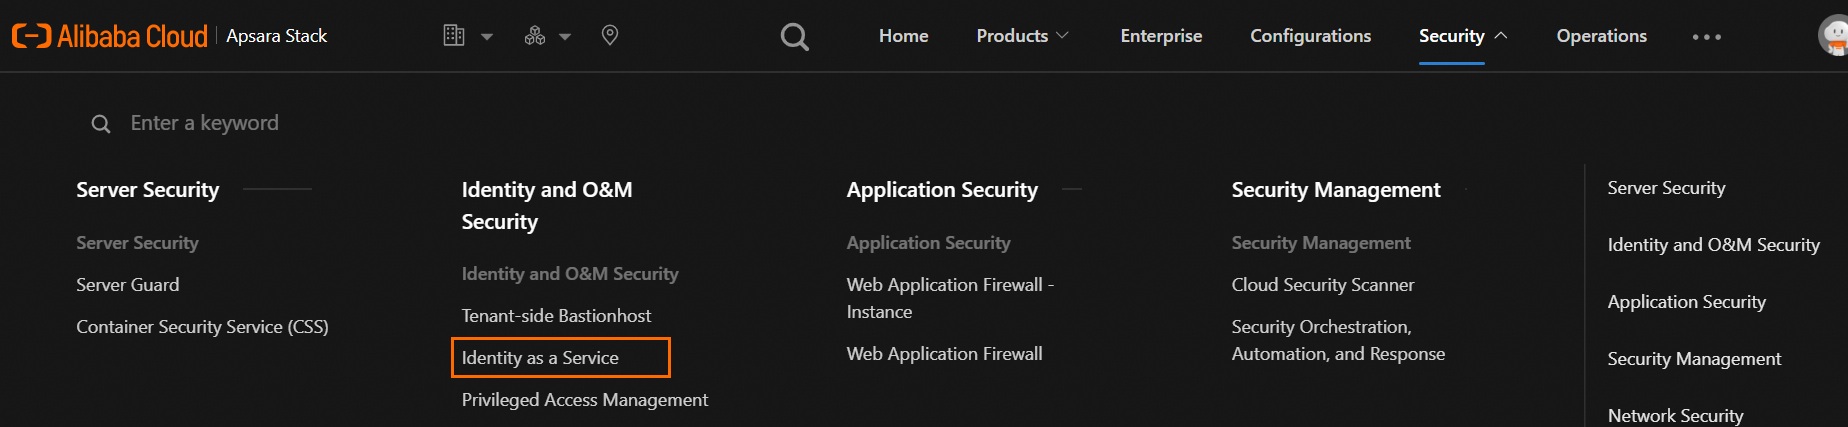 Alibaba Cloud | Apsara Stack
Home
Products
Enterprise
Configurations
Security
Operations
Enter a keyword
Server Security
Server Security
Server Guard
Container Security Service (CSS)
Identity and O&M
Security
Identity and O&M Security
Tenant-side Bastionhost
Identity as a Service
Privileged Access Management
Application Security
Application Security
Web Application Firewall -
Instance
Web Application Firewall
Security Management
Security Management
Cloud Security Scanner
Security Orchestration,
Automation, and Response
Server Security
Identity and O&M Security
Application Security
Security Management
Network Security